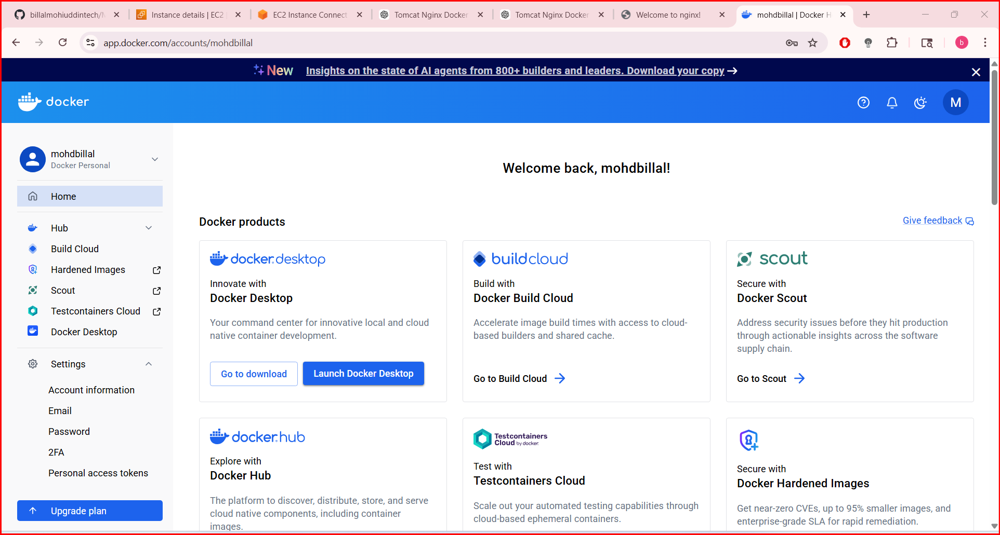 billalmohiuddintech/
Instance details | EC2
EC2 Instance Connect
Tomcat Nginx Docker
Tomcat Nginx Docker
Welcome to nginx!
mohdbillal | Docker H
app.docker.com/accounts/mohdbillal
b
New Insights on the state of AI agents from 800+ builders and leaders. Download your copy →
docker
M
mohdbillal
Docker Personal
Home
Hub
Build Cloud
Hardened Images
Scout
Testcontainers Cloud
Docker Desktop
Settings
Account information
Email
Password
2FA
Personal access tokens
Upgrade plan
Welcome back, mohdbillal!
Docker products
Give feedback
docker.desktop
Innovate with
Docker Desktop
Your command center for innovative local and cloud
native container development.
Go to download
Launch Docker Desktop
buildcloud
Build with
Docker Build Cloud
Accelerate image build times with access to cloud-
based builders and shared cache.
Go to Build Cloud →
scout
Secure with
Docker Scout
Address security issues before they hit production
through actionable insights across the software
supply chain.
Go to Scout →
docker.hub
Explore with
Docker Hub
The platform to discover, distribute, store, and serve
cloud native components, including container
images.
Testcontainers
Cloud by docker.
Test with
Testcontainers Cloud
Scale out your automated testing capabilities through
cloud-based ephemeral containers.
Secure with
Docker Hardened Images
Get near-zero CVEs, up to 95% smaller images, and
enterprise-grade SLA for rapid remediation.